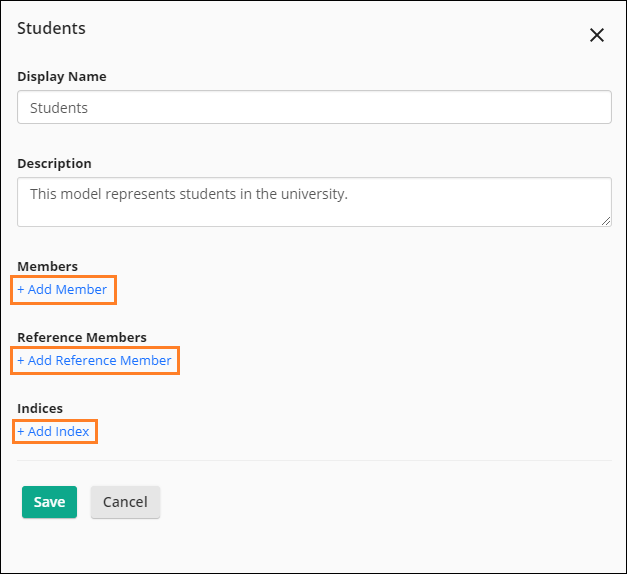 Students
Display Name
Students
Description
This model represents students in the university.
Members
+ Add Member
Reference Members
+ Add Reference Member
Indices
+ Add Index
Save Cancel